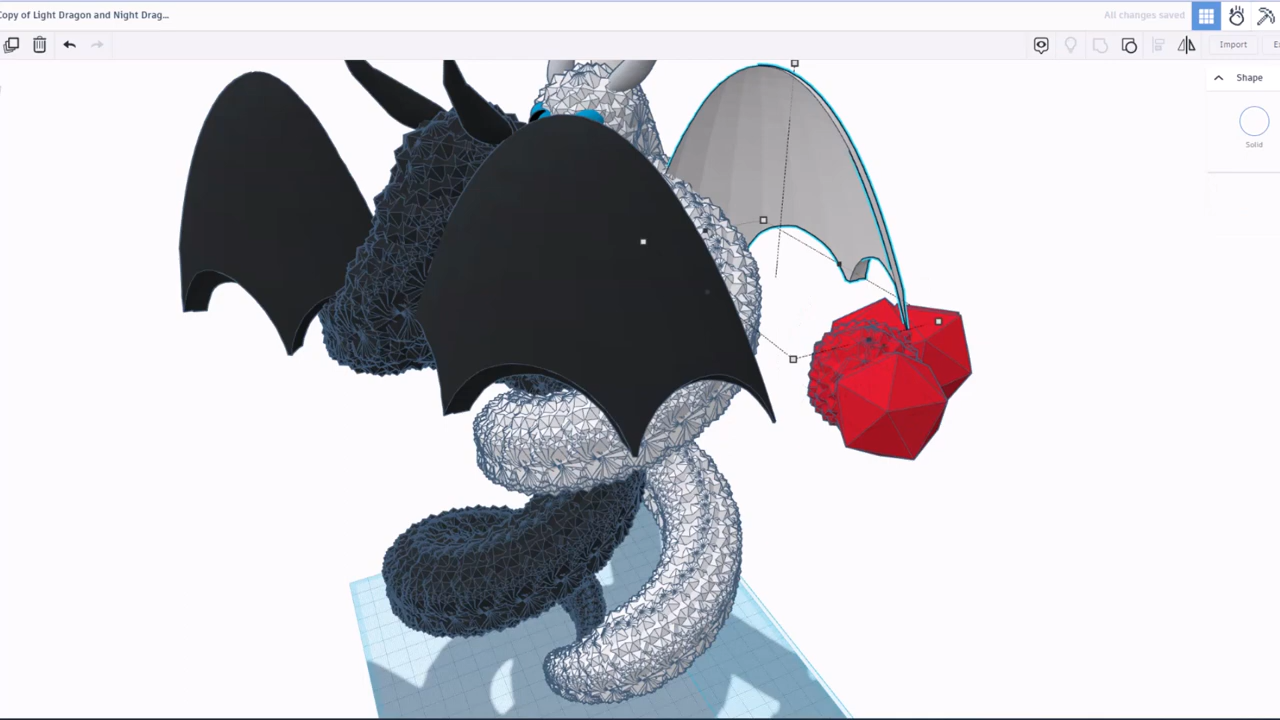 Copy of Light Dragon and Night Drag...
All changes saved
Import
Shape
Solid